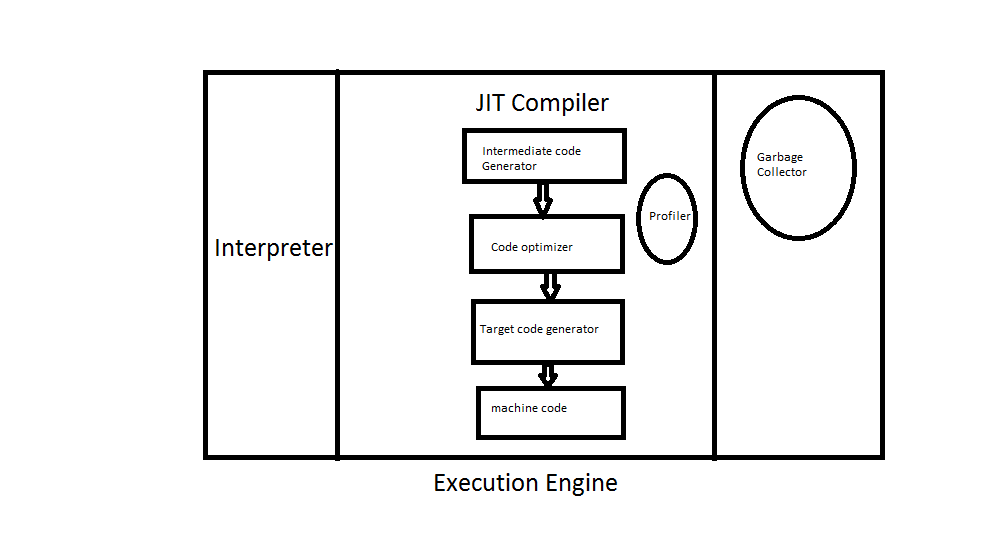 JIT Compiler
Intermediate code
Generator
Profiler
Code optimizer
Target code generator
machine code
Interpreter
Garbage
Collector
Execution Engine